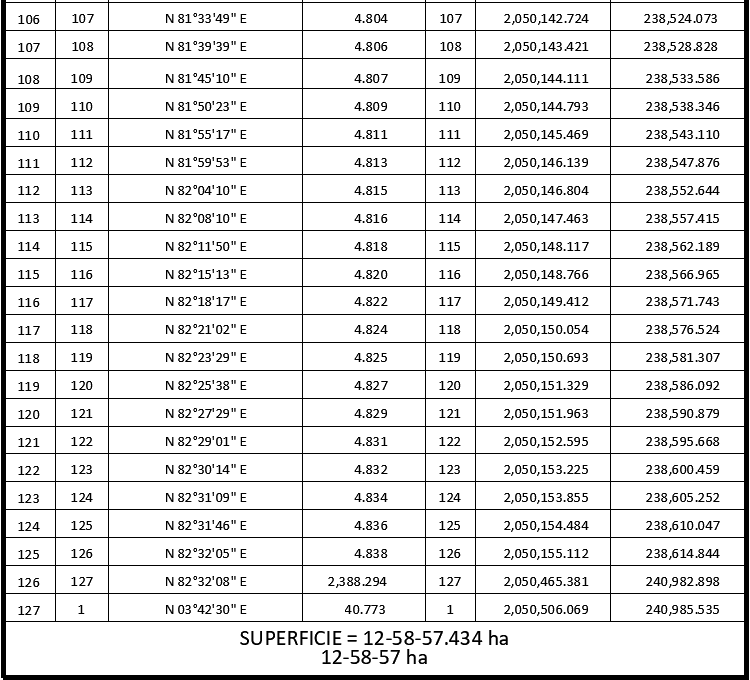 106 107 N 81°33'49" E 4.804 107 2,050,142.724 238,524.073
107 108 N 81°39'39" E 4.806 108 2,050,143.421 238,528.828
108 109 N 81°45'10" E 4.807 109 2,050,144.111 238,533.586
109 110 N 81°50'23" E 4.809 110 2,050,144.793 238,538.346
110 111 N 81°55'17" E 4.811 111 2,050,145.469 238,543.110
111 112 N 81°59'53" E 4.813 112 2,050,146.139 238,547.876
112 113 N 82°04'10" E 4.815 113 2,050,146.804 238,552.644
113 114 N 82°08'10" E 4.816 114 2,050,147.463 238,557.415
114 115 N 82°11'50" E 4.818 115 2,050,148.117 238,562.189
115 116 N 82°15'13" E 4.820 116 2,050,148.766 238,566.965
116 117 N 82°18'17" E 4.822 117 2,050,149.412 238,571.743
117 118 N 82°21'02" E 4.824 118 2,050,150.054 238,576.524
118 119 N 82°23'29" E 4.825 119 2,050,150.693 238,581.307
119 120 N 82°25'38" E 4.827 120 2,050,151.329 238,586.092
120 121 N 82°27'29" E 4.829 121 2,050,151.963 238,590.879
121 122 N 82°29'01" E 4.831 122 2,050,152.595 238,595.668
122 123 N 82°30'14" E 4.832 123 2,050,153.225 238,600.459
123 124 N 82°31'09" E 4.834 124 2,050,153.855 238,605.252
124 125 N 82°31'46" E 4.836 125 2,050,154.484 238,610.047
125 126 N 82°32'05" E 4.838 126 2,050,155.112 238,614.844
126 127 N 82°32'08" E 2,388.294 127 2,050,465.381 240,982.898
127 1 N 03°42'30" E 40.773 1 2,050,506.069 240,985.535
SUPERFICIE = 12-58-57.434 ha
12-58-57 ha